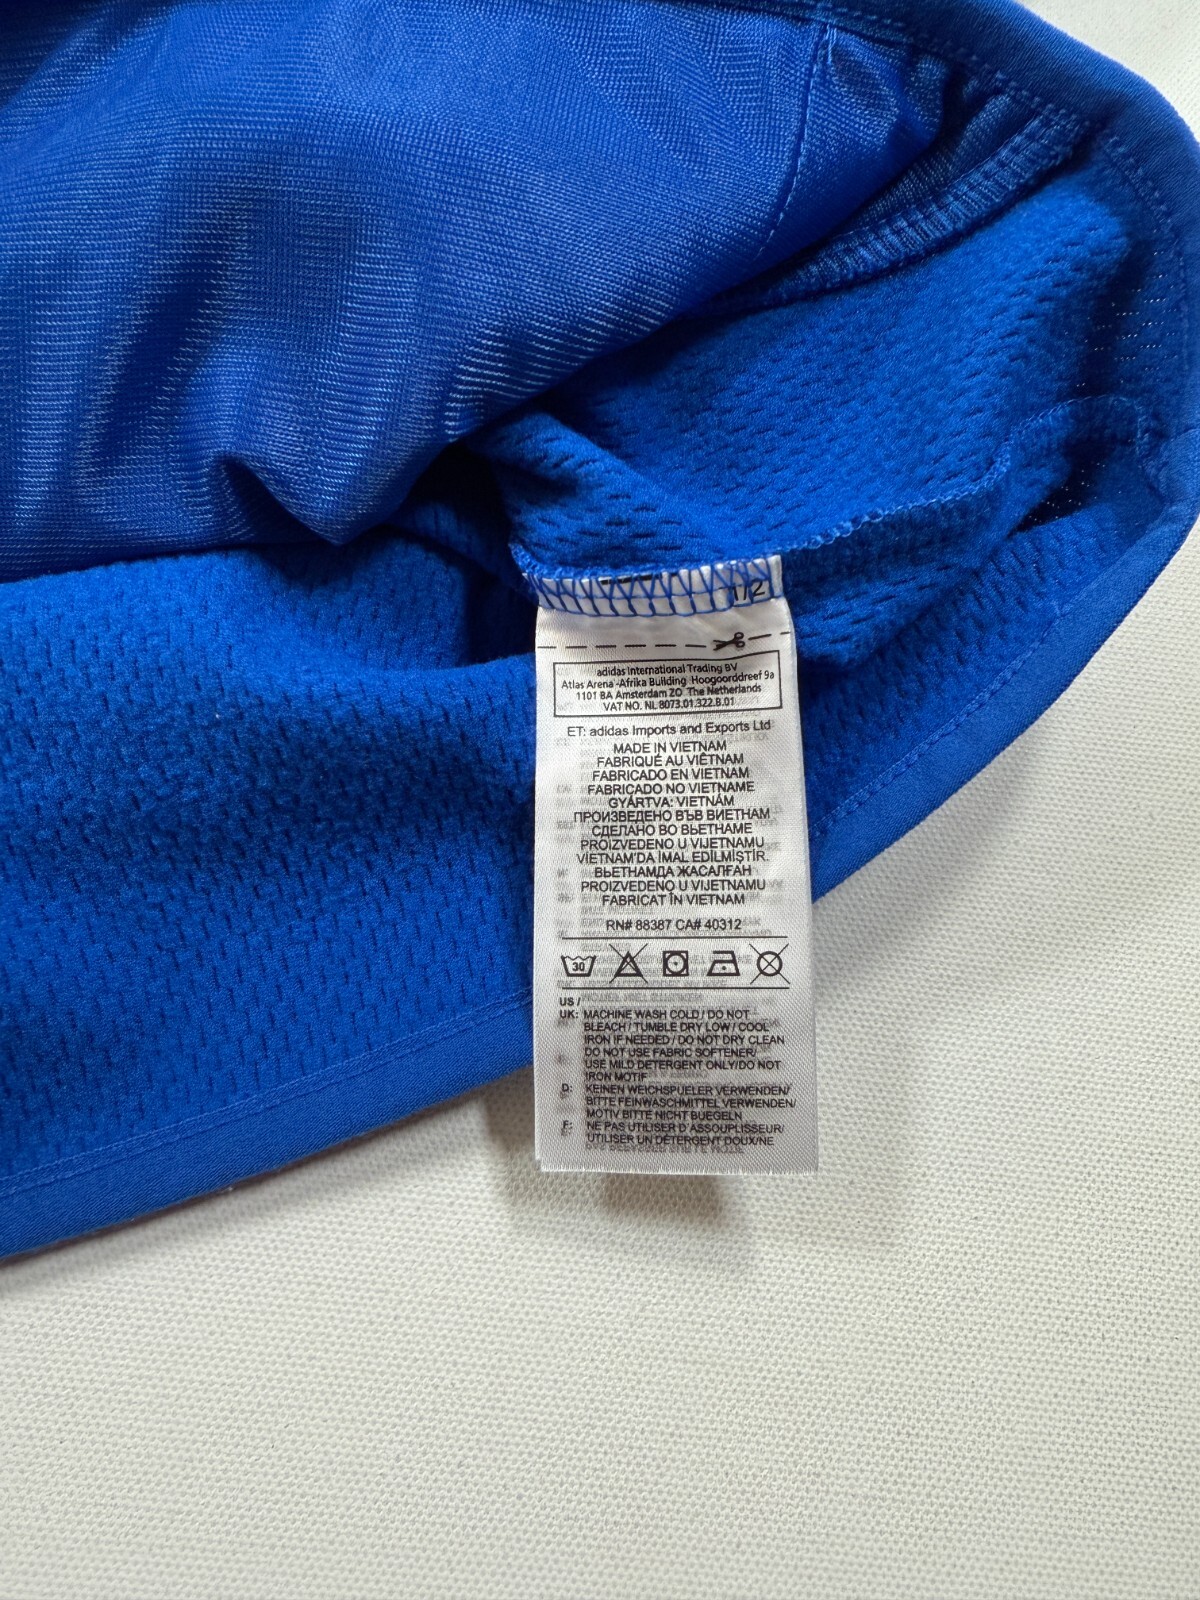 1/2
adidas International Trading BV
Atlas Arena -Afrika Building Hoogoorddreef 9a
1101 BA Amsterdam ZO The Netherlands
VAT NO. NL 8073.01.322.B.01
ET: adidas Imports and Exports Ltd
MADE IN VIETNAM
FABRIQUÉ AU VIÊTNAM
FABRICADO EN VIETNAM
FABRICADO NO VIETNAME
GYÁRTVA: VIETNÁM
ПРОИЗВЕДЕНО ВЪВ ВИЕТНАМ
СДЕЛАНО ВО ВЬЕТНАМЕ
PROIZVEDENO U VIJETNAMU
VIETNAM'DA İMAL EDİLMİŞTİR.
ВЬЕТНАМДА ЖАСАЛҒАН
PROIZVEDENO U VIJETNAMU
FABRICAT ÎN VIETNAM
RN# 88387 CA# 40312
30
US /
UK: MACHINE WASH COLD / DO NOT
BLEACH / TUMBLE DRY LOW / COOL
IRON IF NEEDED / DO NOT DRY CLEAN
DO NOT USE FABRIC SOFTENER/
USE MILD DETERGENT ONLY/DO NOT
IRON MOTIF
D: KEINEN WEICHSPUELER VERWENDEN/
BITTE FEINWASCHMITTEL VERWENDEN/
MOTIV BITTE NICHT BUEGELN
F: NE PAS UTILISER D'ASSOUPLISSEUR/
UTILISER UN DÉTERGENT DOUX/NE